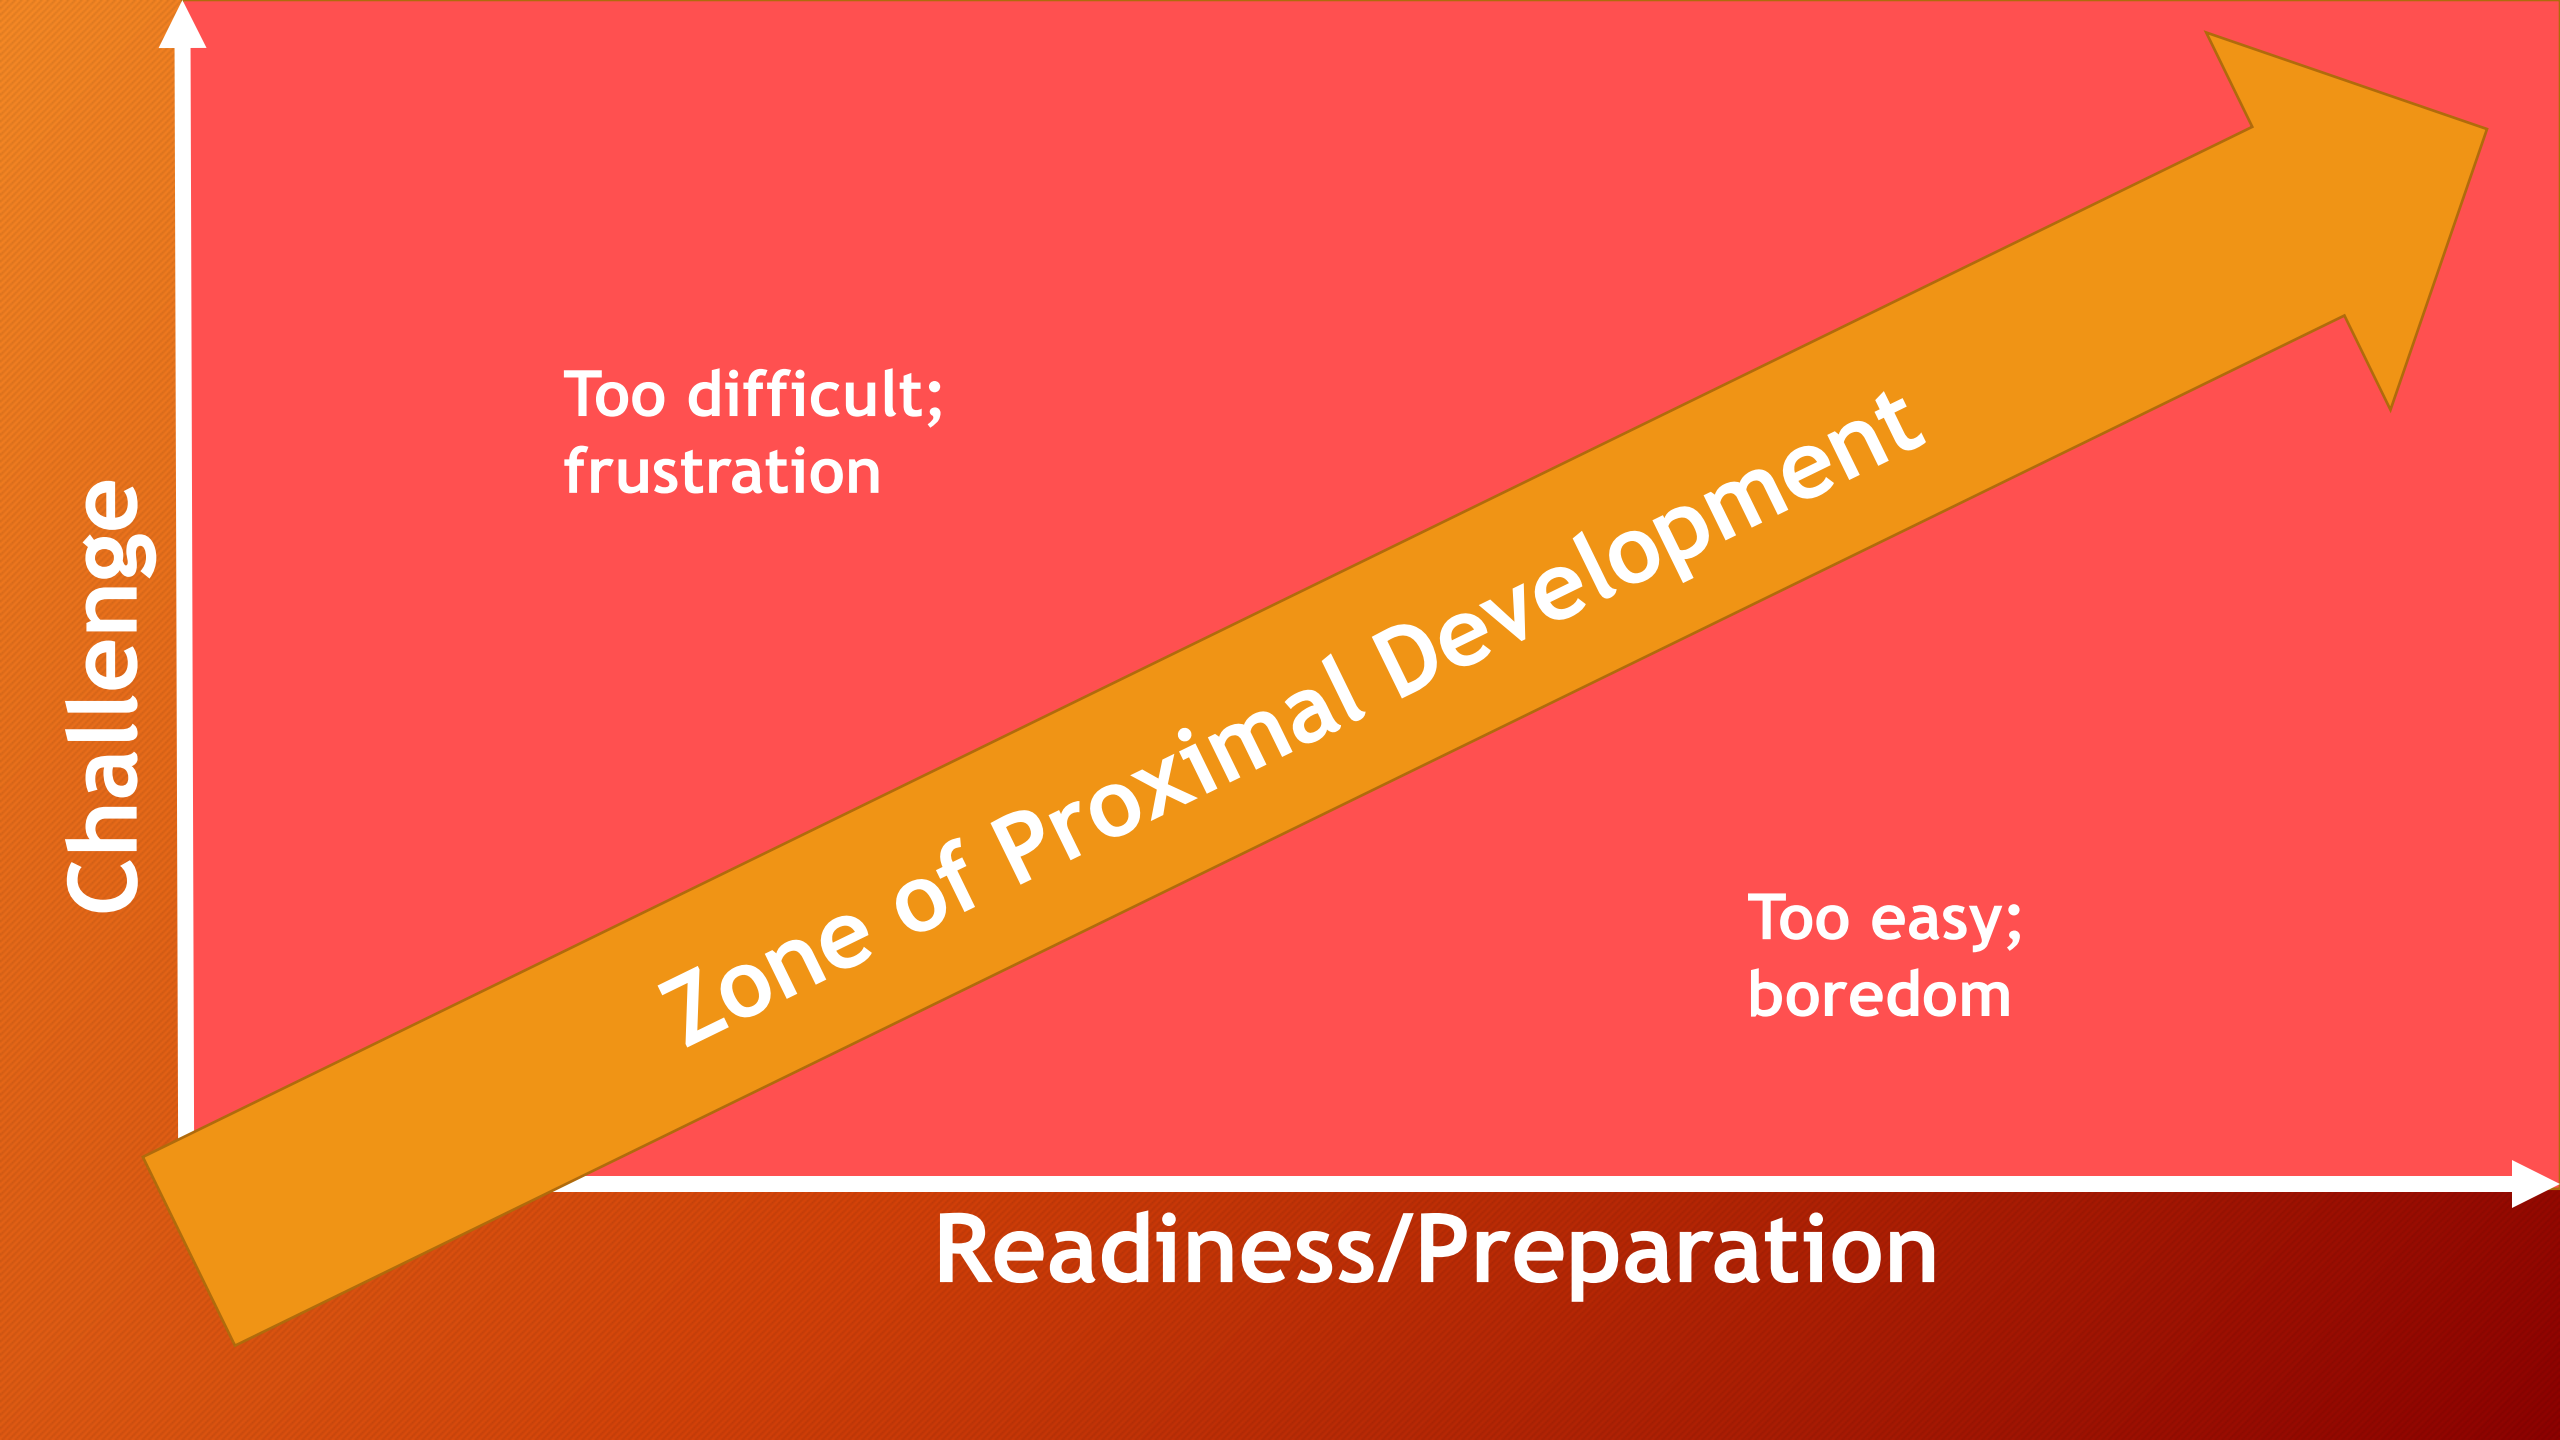 Challenge
Too difficult;
frustration
Zone of Proximal Development
Too easy;
boredom
Readiness/Preparation